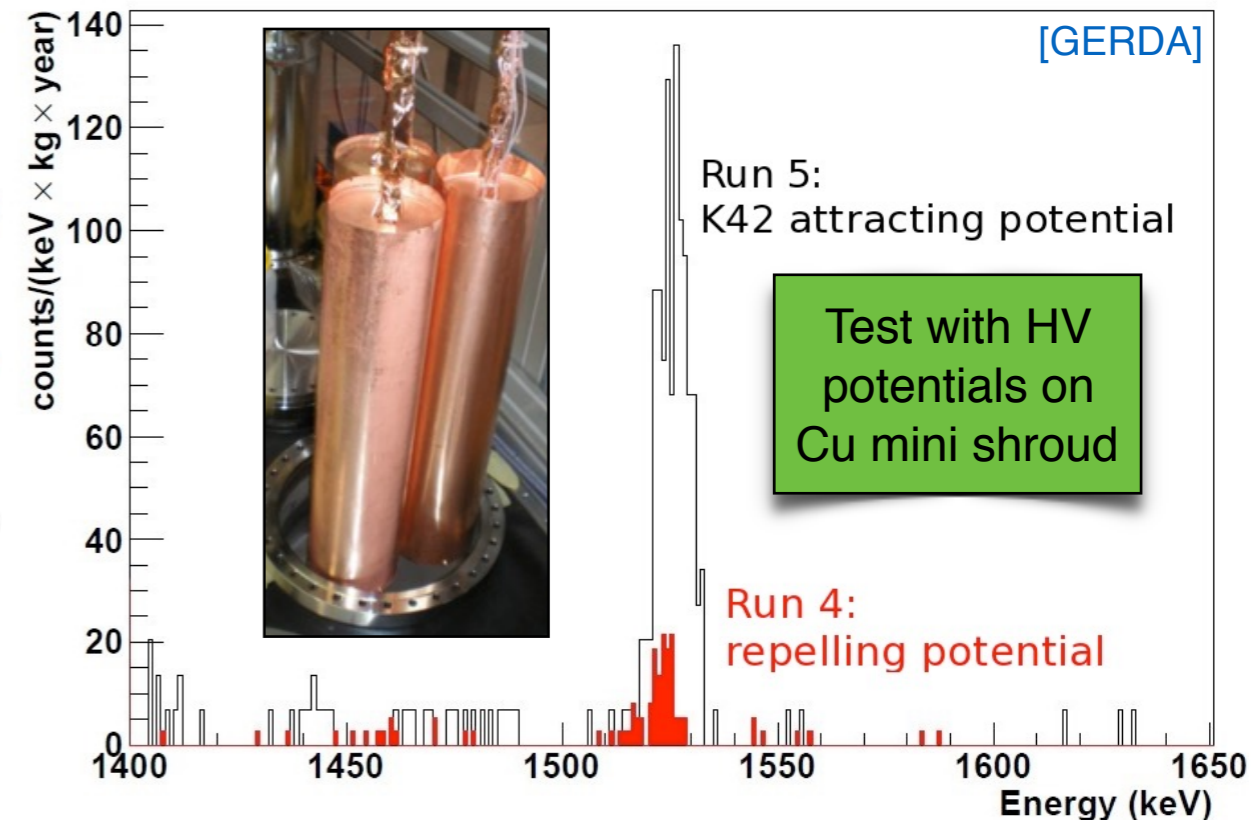 [GERDA]
counts/(keV × kg × year)
140
120
100
80
60
40
20
0
Run 5:
K42 attracting potential
Test with HV
potentials on
Cu mini shroud
Run 4:
repelling potential
1400 1450 1500 1550 1600 1650
Energy (keV)